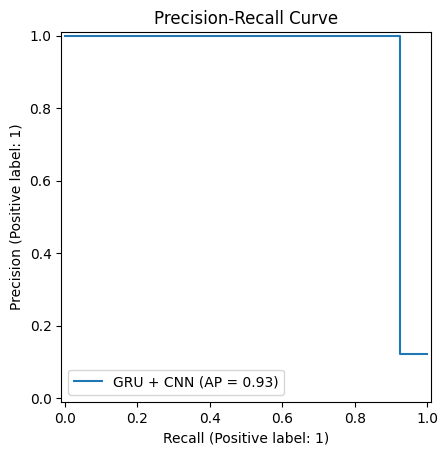 Precision-Recall Curve
1.0
0.8
0.6
0.4
0.2
0.0
Precision (Positive label: 1)
GRU + CNN (AP = 0.93)
0.0 0.2 0.4 0.6 0.8 1.0
Recall (Positive label: 1)